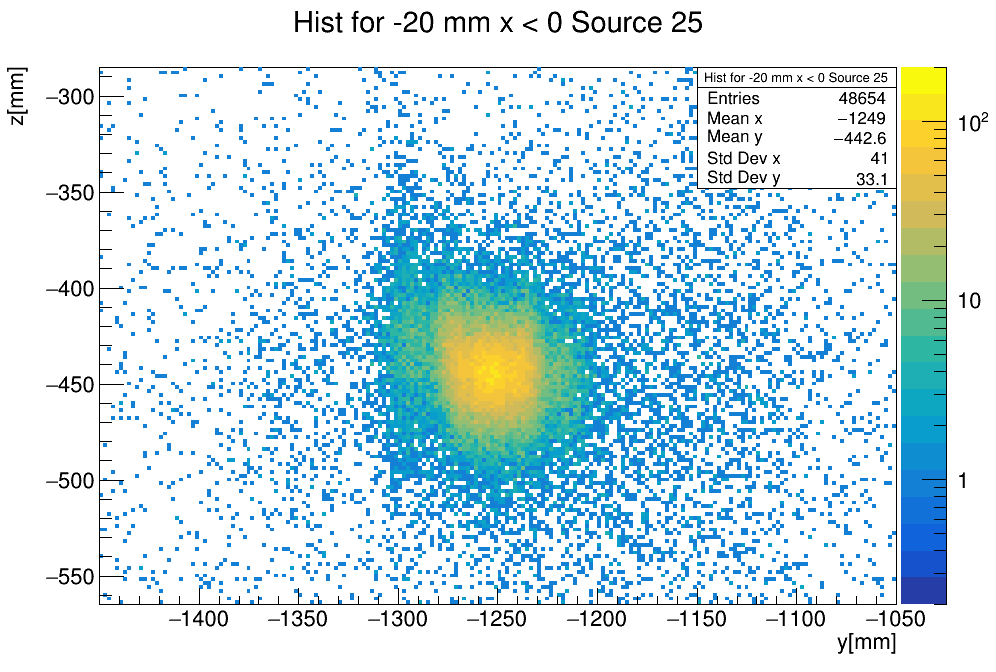 Hist for -20 mm x < 0 Source 25
z[mm]
Hist for -20 mm x < 0 Source 25
Entries 48654
Mean x −1249
Mean y −442.6
Std Dev x 41
Std Dev y 33.1
−300
−350
−400
−450
−500
−550
10²
10
1
−1400 −1350 −1300 −1250 −1200 −1150 −1100 −1050
y[mm]